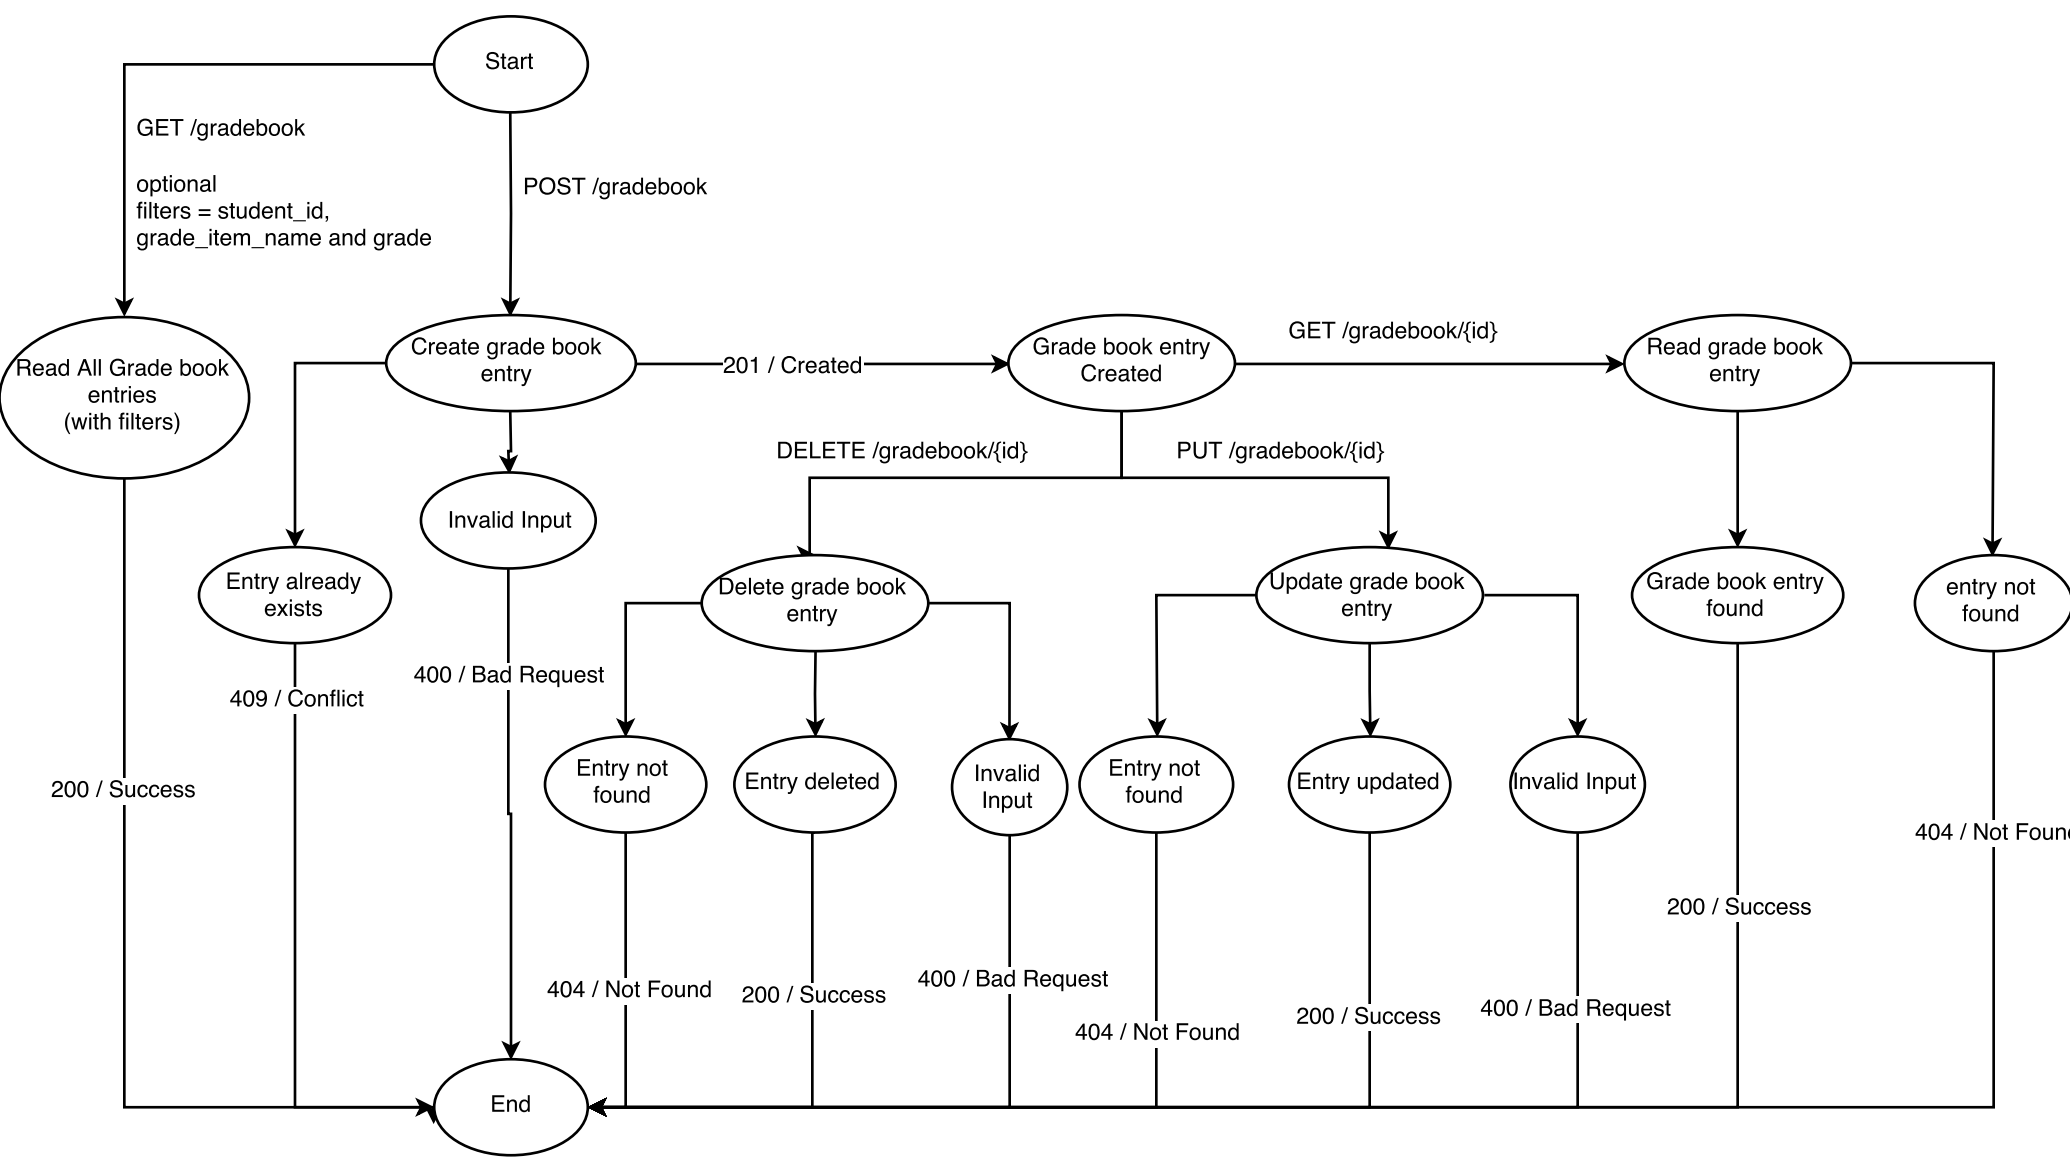 Start
GET /gradebook
optional
filters = student_id,
grade_item_name and grade
POST /gradebook
Read All Grade book
entries
(with filters)
Create grade book
entry
201 / Created
Grade book entry
Created
GET /gradebook/{id}
Read grade book
entry
DELETE /gradebook/{id}
PUT /gradebook/{id}
Invalid Input
Entry already
exists
Delete grade book
entry
Update grade book
entry
Grade book entry
found
entry not
found
400 / Bad Request
409 / Conflict
200 / Success
Entry not
found
Entry deleted
Invalid
Input
Entry not
found
Entry updated
Invalid Input
404 / Not Found
200 / Success
404 / Not Found
200 / Success
400 / Bad Request
404 / Not Found
200 / Success
400 / Bad Request
End